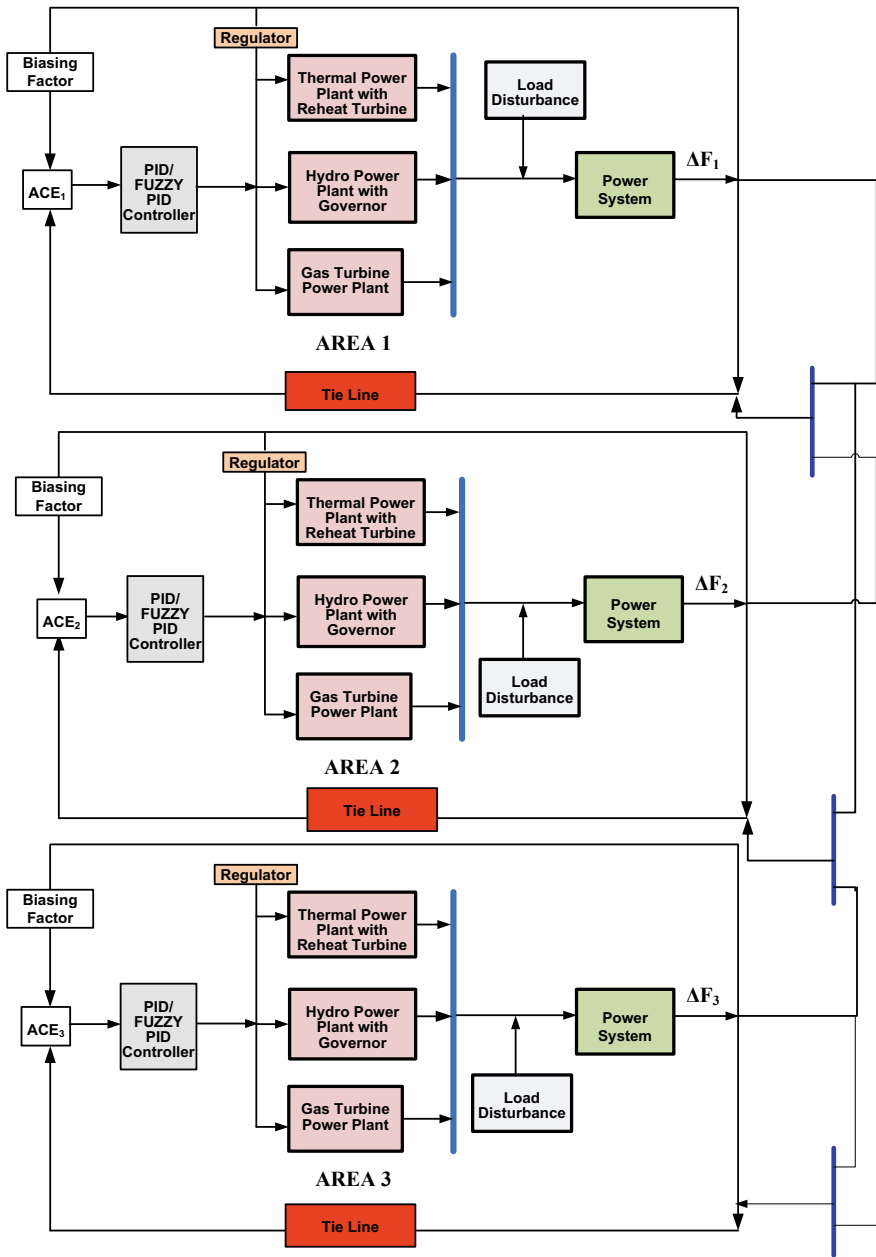 Regulator
Biasing
Factor
Thermal Power
Plant with
Reheat Turbine
Load
Disturbance
ACE₁
PID/
FUZZY
PID
Controller
Hydro Power
Plant with
Governor
Power
System
ΔF₁
Gas Turbine
Power Plant
AREA 1
Tie Line
Regulator
Biasing
Factor
Thermal Power
Plant with
Reheat Turbine
ACE₂
PID/
FUZZY
PID
Controller
Hydro Power
Plant with
Governor
Power
System
ΔF₂
Load
Disturbance
Gas Turbine
Power Plant
AREA 2
Tie Line
Regulator
Biasing
Factor
Thermal Power
Plant with
Reheat Turbine
ACE₃
PID/
FUZZY
PID
Controller
Hydro Power
Plant with
Governor
Power
System
ΔF₃
Load
Disturbance
Gas Turbine
Power Plant
AREA 3
Tie Line